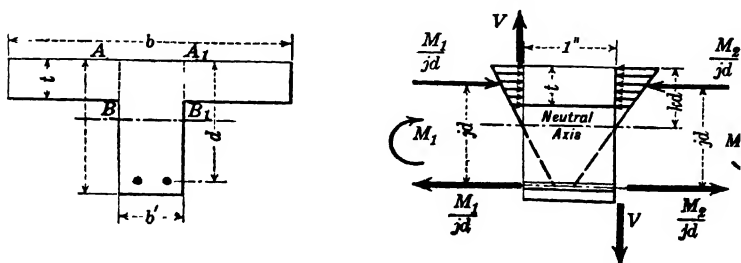 b
A A₁
t
B B₁
d
b'
V
1"
M₁/jd
M₂/jd
t
kd
jd
Neutral
Axis
jd
M₁
M
M₁/jd
M₂/jd
V